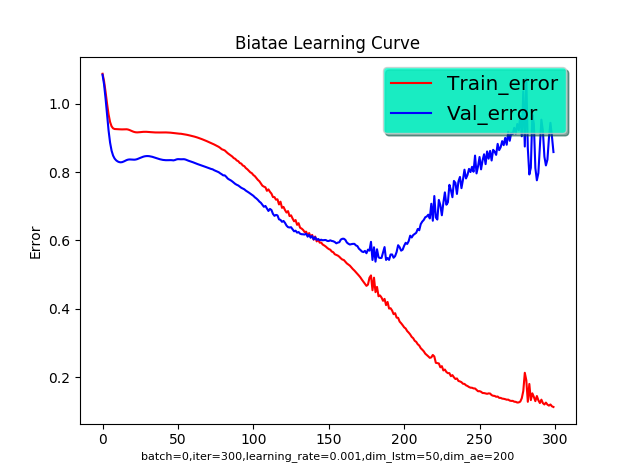 Biatae Learning Curve
Train_error
Val_error
Error
1.0
0.8
0.6
0.4
0.2
0 50 100 150 200 250 300
batch=0,iter=300,learning_rate=0.001,dim_lstm=50,dim_ae=200